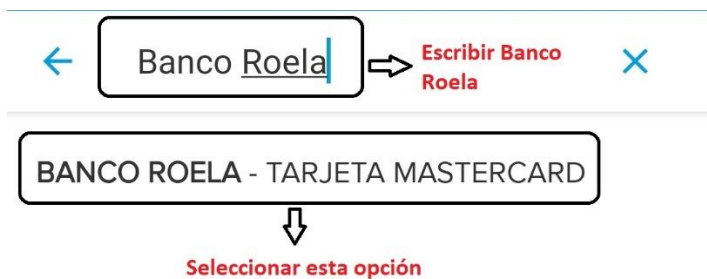 Banco Roela
Escribir Banco
Roela
BANCO ROELA - TARJETA MASTERCARD
Seleccionar esta opción